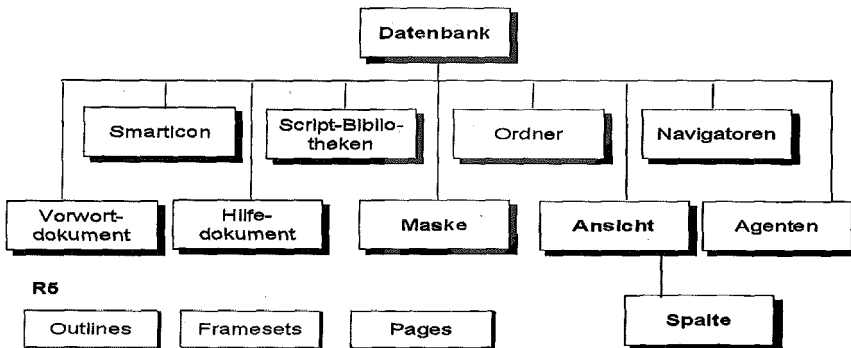 Datenbank
Smarticon
Script-Biblio-
theken
Ordner
Navigatoren
Vorwort-
dokument
Hilfe-
dokument
Maske
Ansicht
Agenten
R5
Spalte
Outlines
Framesets
Pages